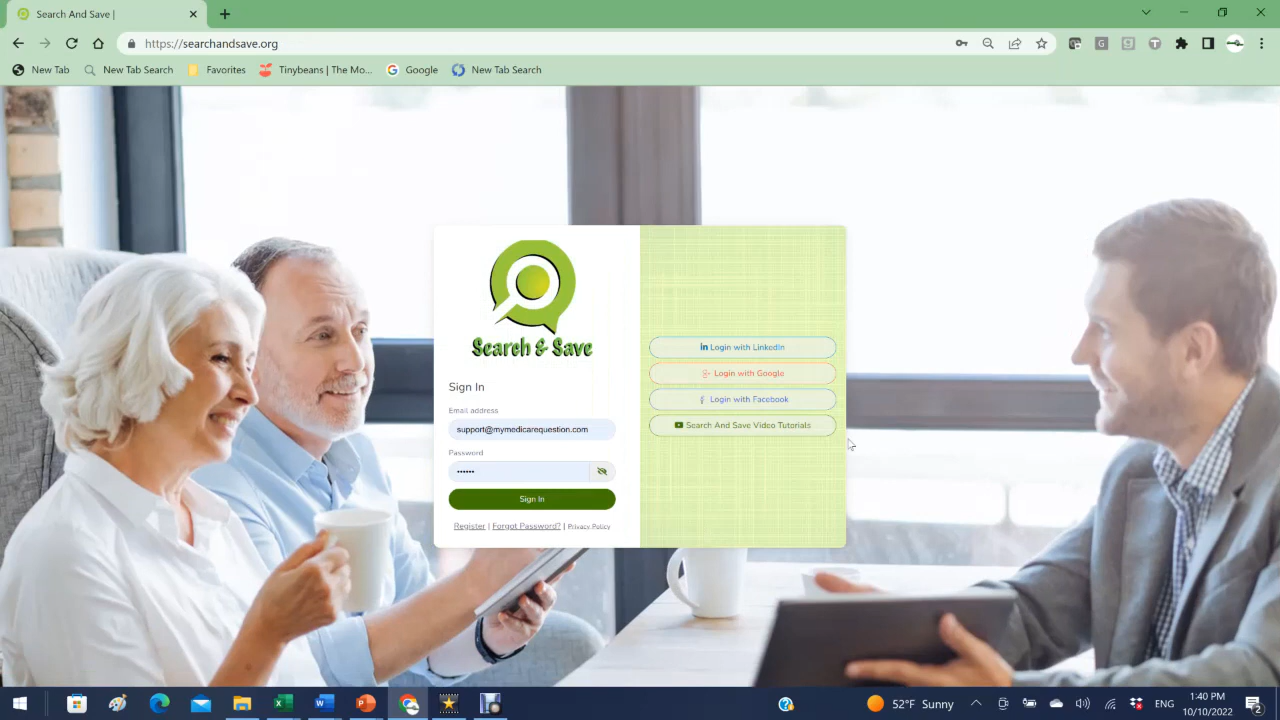 Search And Save |
https://searchandsave.org
New Tab
New Tab Search
Favorites
Tinybeans | The Mo...
Google
New Tab Search
Search & Save
Sign In
Email address
support@mymedicarequestion.com
Password
••••••
Sign In
Register | Forgot Password? | Privacy Policy
in Login with LinkedIn
Login with Google
Login with Facebook
Search And Save Video Tutorials
52°F Sunny
ENG
1:40 PM
10/10/2022
2